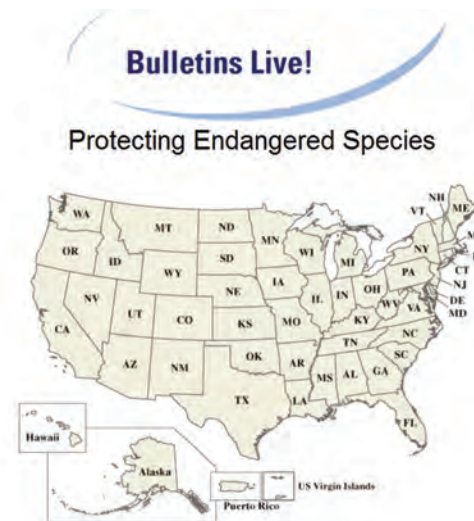 Bulletins Live!
Protecting Endangered Species
NH
VT
ME
WA
MT
ND
MN
OR
ID
SD
WI
MI
NY
WY
CT
IA
PA
NJ
NE
NV
IL
IN
OH
DE
UT
CO
WV
VA
MD
CA
KS
MO
KY
NC
TN
AZ
NM
OK
AR
SC
MS
AL
GA
TX
LA
FL
Hawaii
Alaska
US Virgin Islands
Puerto Rico